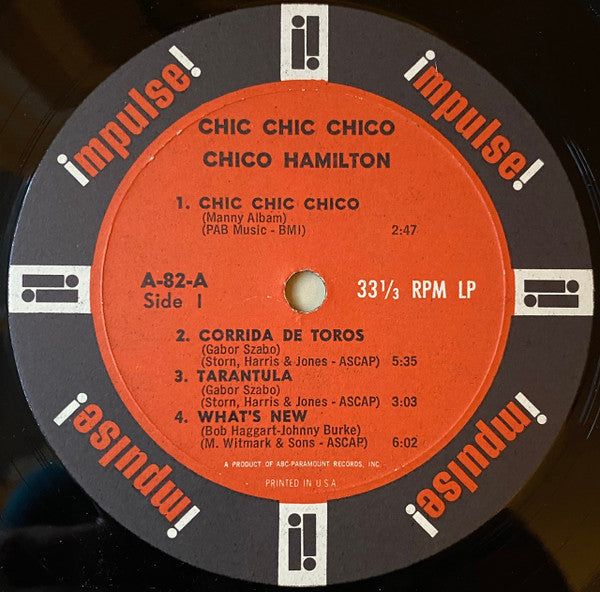 impulse!
impulse!
CHIC CHIC CHICO
CHICO HAMILTON
1. CHIC CHIC CHICO
(Manny Albam)
(PAB Music - BMI) 2:47
A-82-A
Side I
33 1/3 RPM LP
2. CORRIDA DE TOROS
(Gabor Szabo)
(Storn, Harris & Jones - ASCAP) 5:35
3. TARANTULA
(Gabor Szabo)
(Storn, Harris & Jones - ASCAP) 3:03
4. WHAT'S NEW
(Bob Haggart-Johnny Burke)
(M. Witmark & Sons - ASCAP) 6:02
A PRODUCT OF ABC-PARAMOUNT RECORDS, INC.
PRINTED IN U.S.A.
impulse!
impulse!